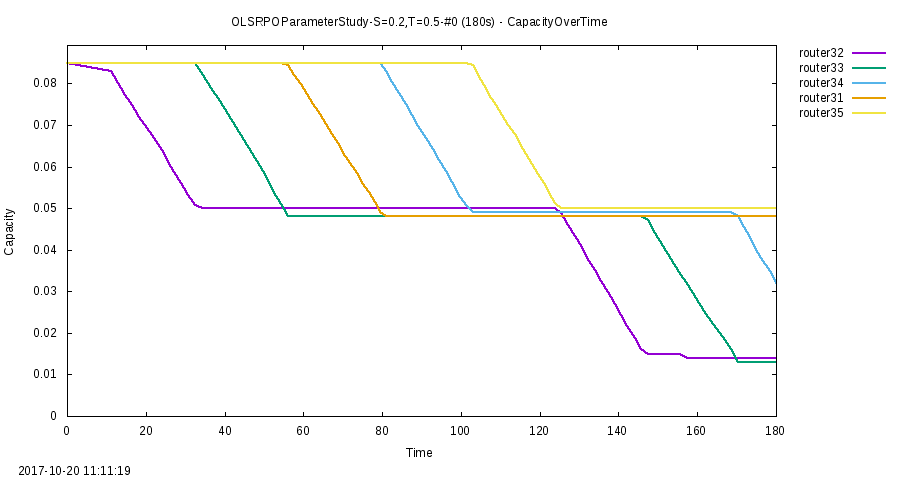 OLSRPOParameterStudy-S=0.2,T=0.5-#0 (180s) - CapacityOverTime
router32
router33
router34
router31
router35
Capacity
0.08
0.07
0.06
0.05
0.04
0.03
0.02
0.01
0
0 20 40 60 80 100 120 140 160 180
Time
2017-10-20 11:11:19